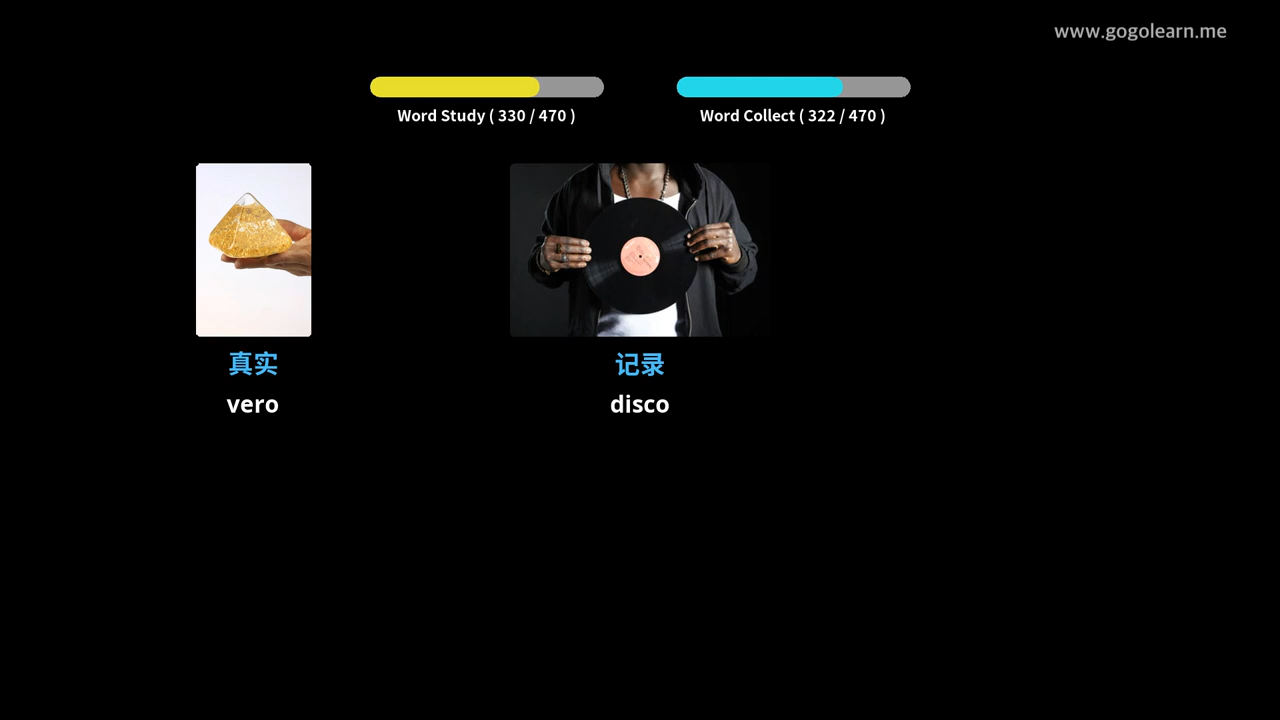 www.gogolearn.me
Word Study ( 330 / 470 )
Word Collect ( 322 / 470 )
真实
记录
vero
disco